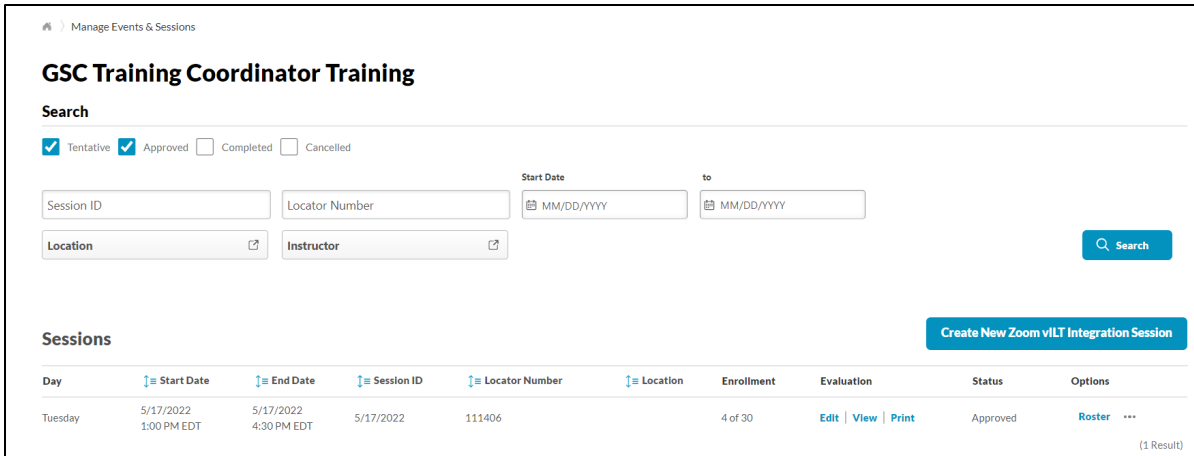 Manage Events & Sessions
GSC Training Coordinator Training
Search
Tentative Approved Completed Cancelled
Start Date to
Session ID Locator Number MM/DD/YYYY MM/DD/YYYY
Location Instructor Search
Sessions Create New Zoom vILT Integration Session
Day Start Date End Date Session ID Locator Number Location Enrollment Evaluation Status Options
Tuesday 5/17/2022 1:00 PM EDT 5/17/2022 4:30 PM EDT 5/17/2022 111406 4 of 30 Edit | View | Print Approved Roster ...
(1 Result)